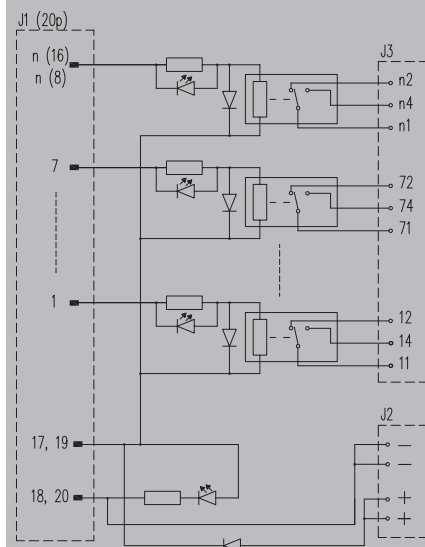 J1 (20p)
n (16)
n (8)
J3
n2
n4
n1
7
72
74
71
1
12
14
11
J2
17, 19
—
—
18, 20
+
+